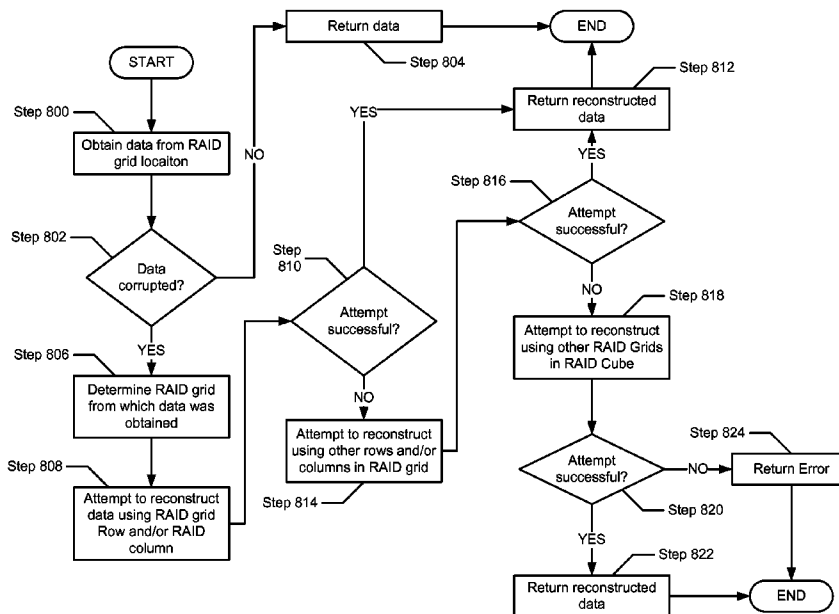 START
Step 800
Obtain data from RAID
grid locaiton
Step 802
Data
corrupted?
NO
YES
Return data
Step 804
END
Step 806
Determine RAID grid
from which data was
obtained
Step 808
Attempt to reconstruct
data using RAID grid
Row and/or RAID
column
Step
810
Attempt
successful?
YES
NO
Return reconstructed
data
Step 812
Attempt to reconstruct
using other rows and/or
columns in RAID grid
Step 814
Step 816
Attempt
successful?
YES
NO
Step 818
Attempt to reconstruct
using other RAID Grids
in RAID Cube
Attempt
successful?
Step 820
NO
YES
Step 824
Return Error
Step 822
Return reconstructed
data
END